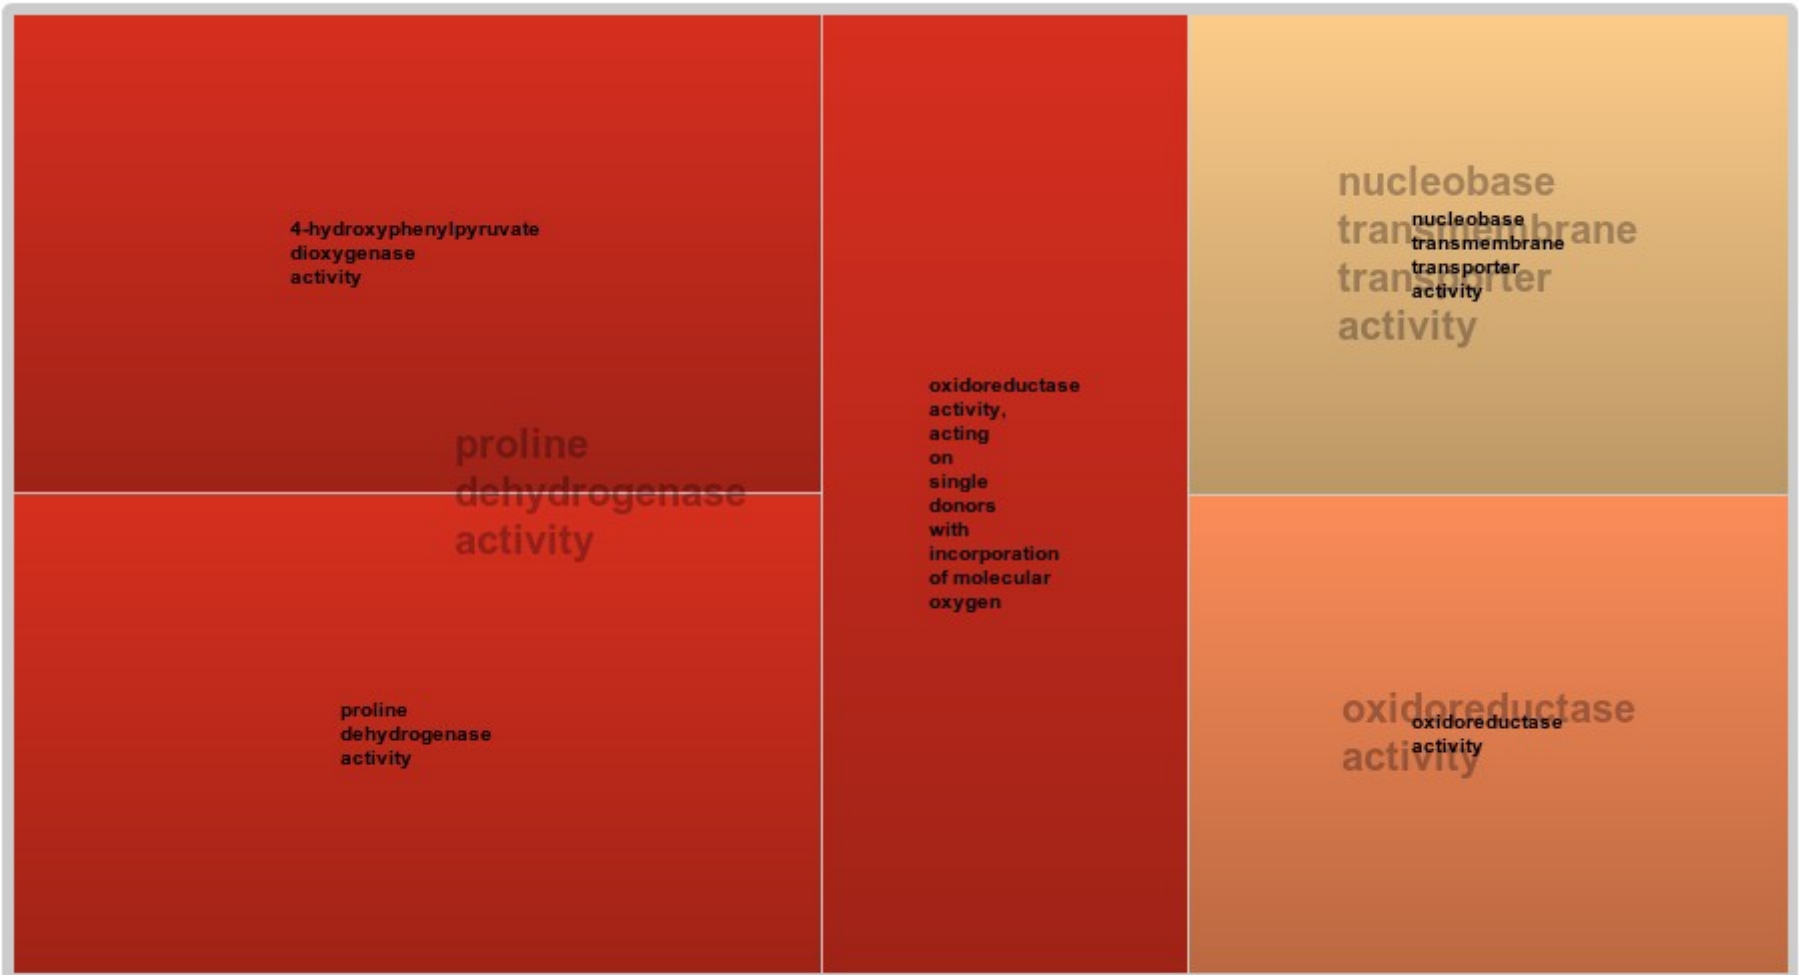 4-hydroxyphenylpyruvate
dioxygenase
activity
proline
dehydrogenase
activity
proline
dehydrogenase
activity
oxidoreductase
activity,
acting
on
single
donors
with
incorporation
of molecular
oxygen
nucleobase
transmembrane
transporter
activity
nucleobase
transmembrane
transporter
activity
oxidoreductase
activity
oxidoreductase
activity